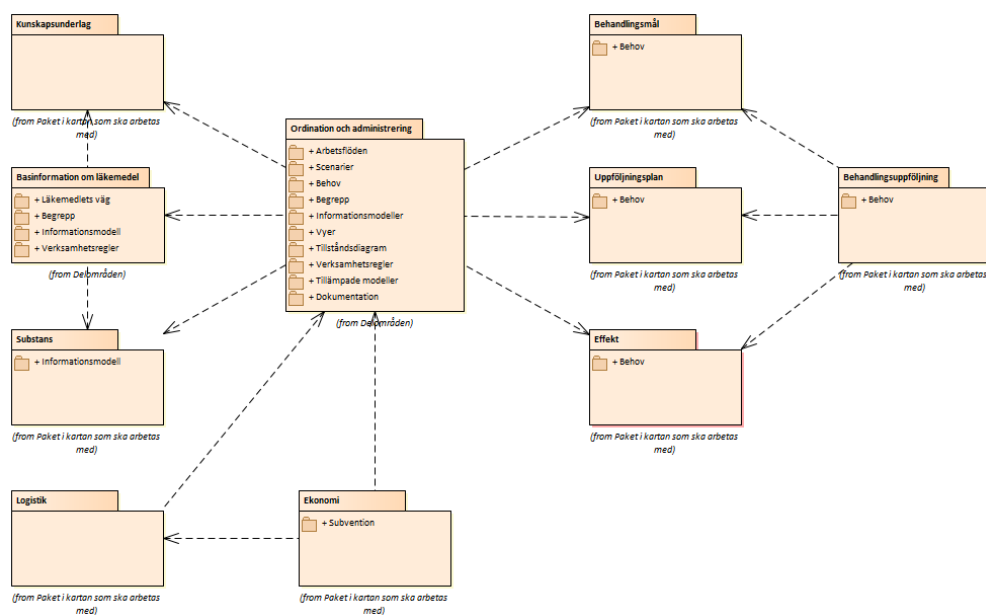 Kunskapsunderlag
(from Paket i kartan som ska arbetas
med)
Behandlingsmål
+ Behov
(from Paket i kartan som ska arbetas
med)
Ordination och administrering
+ Arbetsflöden
+ Scenarier
+ Behov
+ Begrepp
+ Informationsmodeller
+ Vyer
+ Tillståndsdiagram
+ Verksamhetsregler
+ Tillämpade modeller
+ Dokumentation
(from Delområden)
Basinformation om läkemedel
+ Läkemedlets väg
+ Begrepp
+ Informationsmodell
+ Verksamhetsregler
(from Delområden)
Uppföljningsplan
+ Behov
(from Paket i kartan som ska arbetas
med)
Behandlingsuppföljning
+ Behov
(from Paket i kartan som ska arbetas
med)
Substans
+ Informationsmodell
(from Paket i kartan som ska arbetas
med)
Effekt
+ Behov
(from Paket i kartan som ska arbetas
med)
Logistik
(from Paket i kartan som ska arbetas
med)
Ekonomi
+ Subvention
(from Paket i kartan som ska arbetas
med)